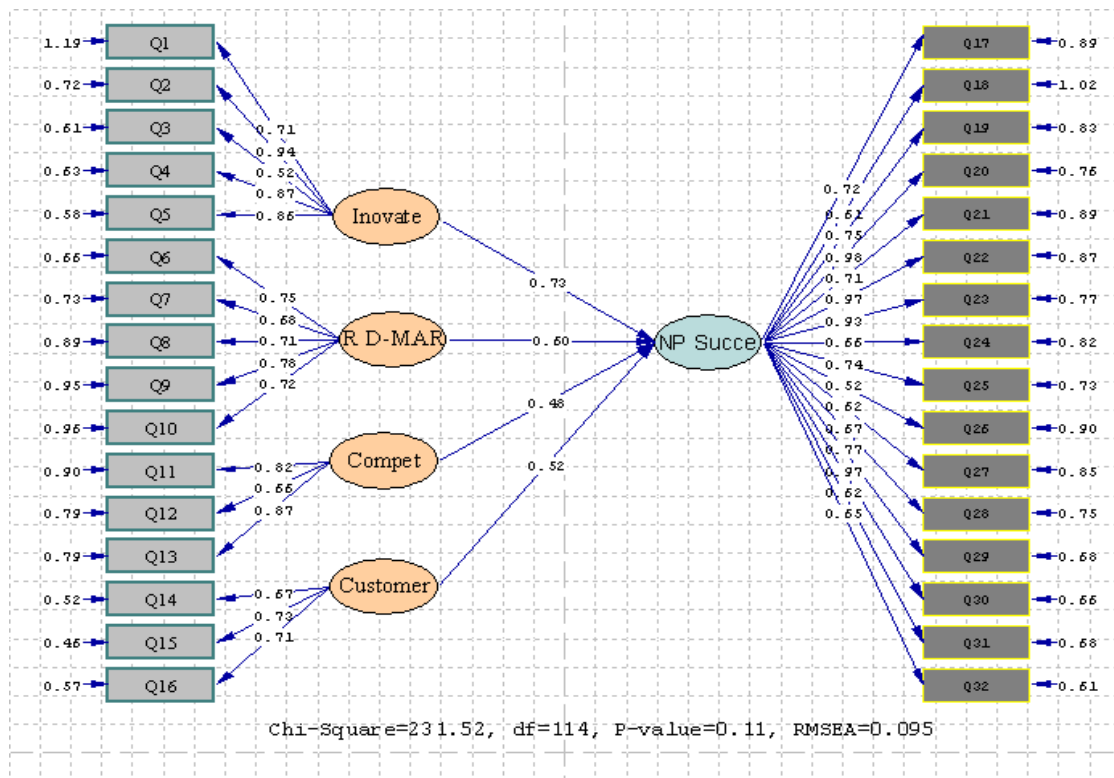 1.19 Q1
0.72 Q2
0.61 Q3
0.63 Q4
0.58 Q5
0.66 Q6
0.73 Q7
0.89 Q8
0.95 Q9
0.96 Q10
0.90 Q11
0.79 Q12
0.79 Q13
0.52 Q14
0.46 Q15
0.57 Q16
0.71
0.94
0.52
0.87
0.86
0.75
0.68
0.71
0.78
0.72
0.82
0.66
0.87
0.67
0.73
0.71
Inovate
R D-MAR
Compet
Customer
0.73
0.60
0.48
0.52
NP Succe
0.72
0.61
0.75
0.98
0.71
0.97
0.93
0.66
0.74
0.52
0.62
0.67
0.77
0.97
0.62
0.65
Q17 0.89
Q18 1.02
Q19 0.83
Q20 0.76
Q21 0.89
Q22 0.87
Q23 0.77
Q24 0.82
Q25 0.73
Q26 0.90
Q27 0.85
Q28 0.75
Q29 0.68
Q30 0.66
Q31 0.68
Q32 0.61
Chi-Square=231.52, df=114, P-value=0.11, RMSEA=0.095